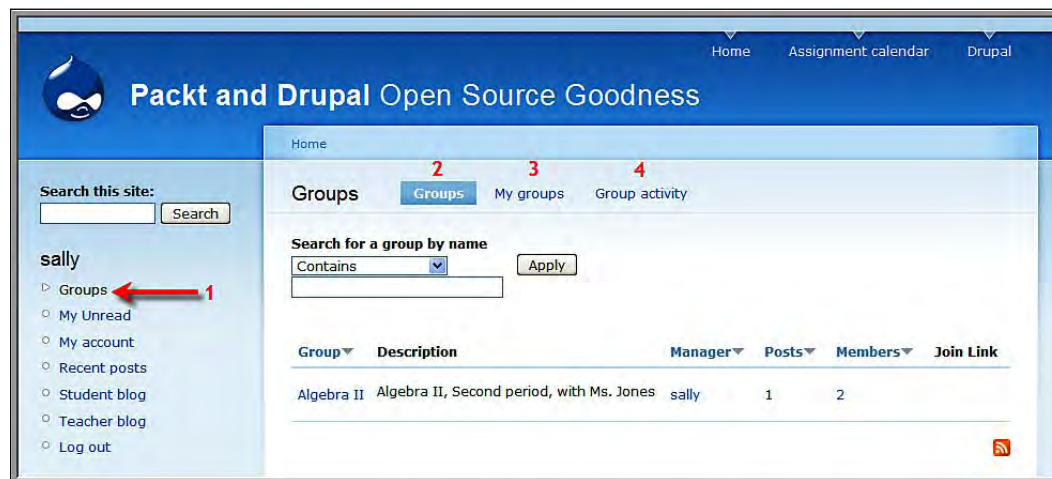 Home Assignment calendar Drupal
Packt and Drupal Open Source Goodness
Home
Search this site:
Search
sally
Groups 1
My Unread
My account
Recent posts
Student blog
Teacher blog
Log out
2 3 4
Groups Groups My groups Group activity
Search for a group by name
Contains Apply
Group Description Manager Posts Members Join Link
Algebra II Algebra II, Second period, with Ms. Jones sally 1 2